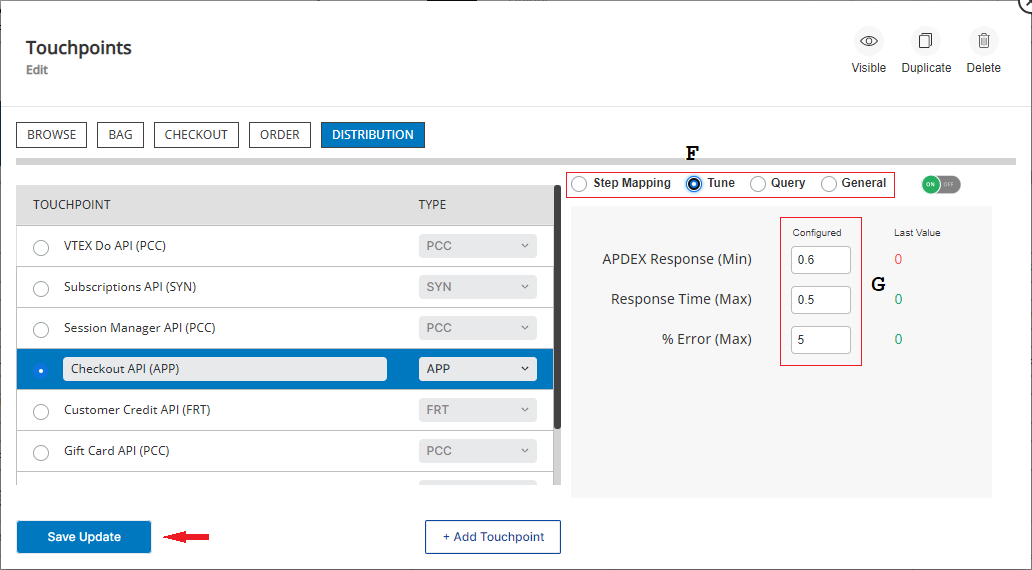 Touchpoints
Edit
Visible Duplicate Delete
BROWSE BAG CHECKOUT ORDER DISTRIBUTION
F
Step Mapping Tune Query General ON OFF
TOUCHPOINT TYPE
VTEX Do API (PCC) PCC
Subscriptions API (SYN) SYN
Session Manager API (PCC) PCC
Checkout API (APP) APP
Customer Credit API (FRT) FRT
Gift Card API (PCC) PCC
Configured Last Value
APDEX Response (Min) 0.6 0
G
Response Time (Max) 0.5 0
% Error (Max) 5 0
Save Update + Add Touchpoint